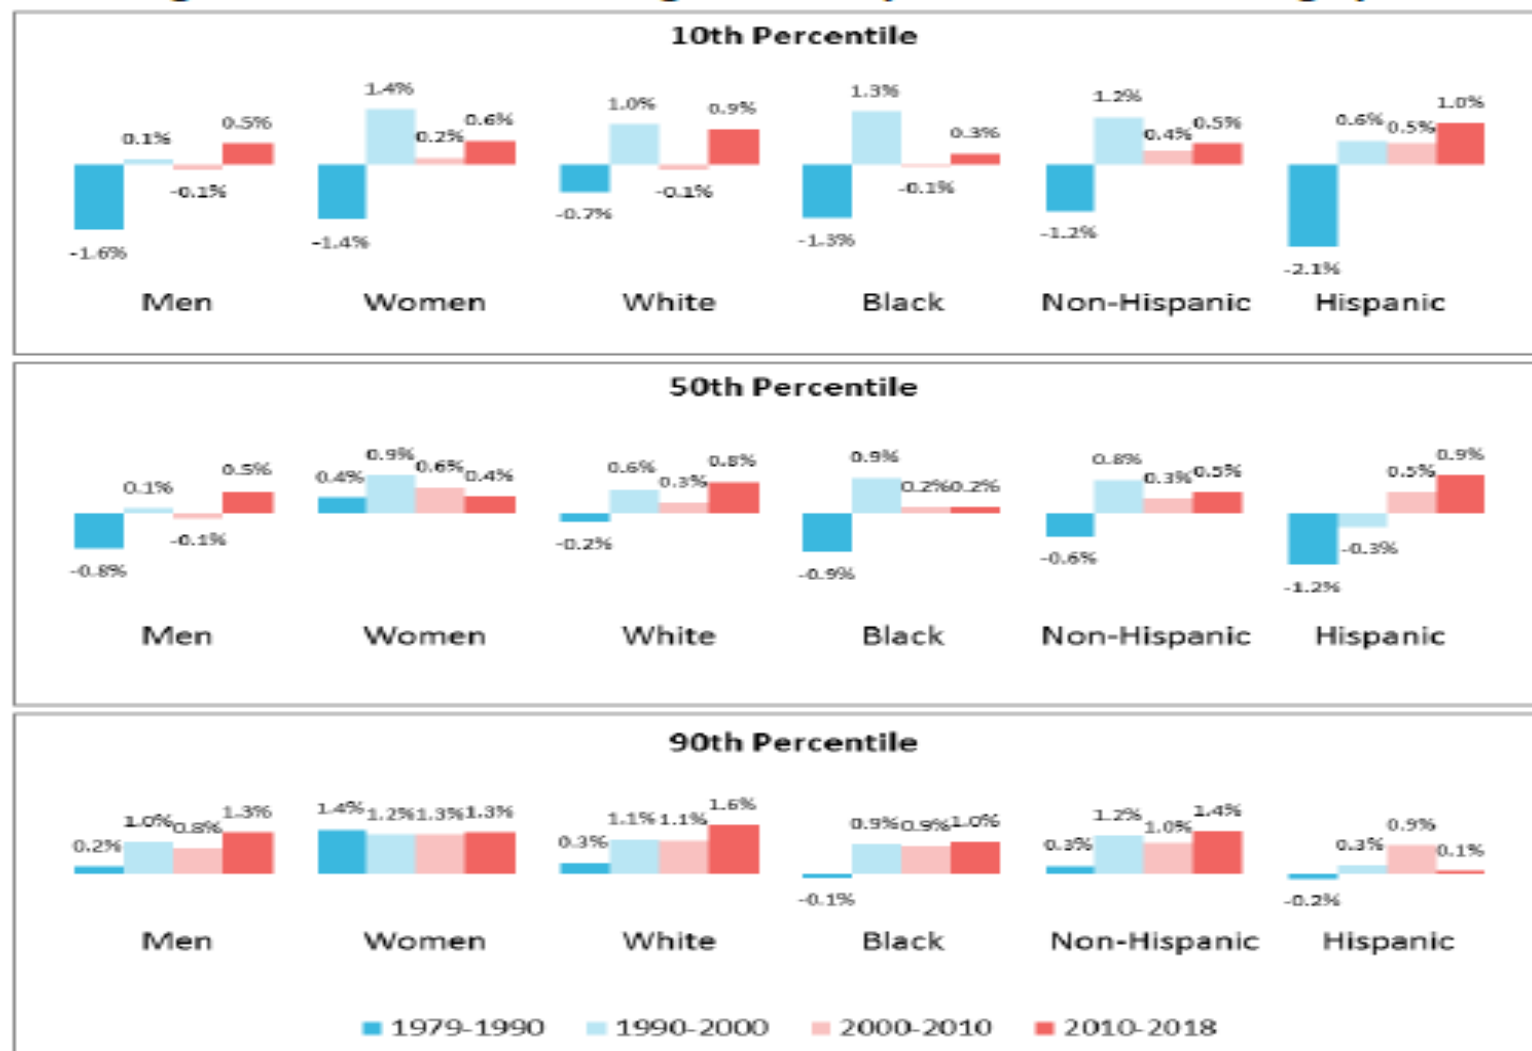 10th Percentile
1.4% 1.3% 1.2%
1.0% 0.9% 1.0%
0.1% 0.5% 0.2% 0.6% 0.3% 0.4% 0.5% 0.6% 0.5%
-0.1% -0.1% -0.1%
-1.6% -1.4% -0.7% -1.3% -1.2% -2.1%
Men Women White Black Non-Hispanic Hispanic
50th Percentile
0.1% 0.5% 0.4% 0.9% 0.6% 0.4% 0.6% 0.3% 0.8% 0.9% 0.2% 0.2% 0.8% 0.3% 0.5% 0.5% 0.9%
-0.8% -0.1% -0.2% -0.9% -0.6% -1.2% -0.3%
Men Women White Black Non-Hispanic Hispanic
90th Percentile
0.2% 1.0% 0.8% 1.3% 1.4% 1.2% 1.3% 1.3% 0.3% 1.1% 1.1% 1.6% 0.9% 0.9% 1.0% 0.3% 1.2% 1.0% 1.4% 0.3% 0.9% 0.1%
-0.1% -0.2%
Men Women White Black Non-Hispanic Hispanic
1979-1990 1990-2000 2000-2010 2010-2018